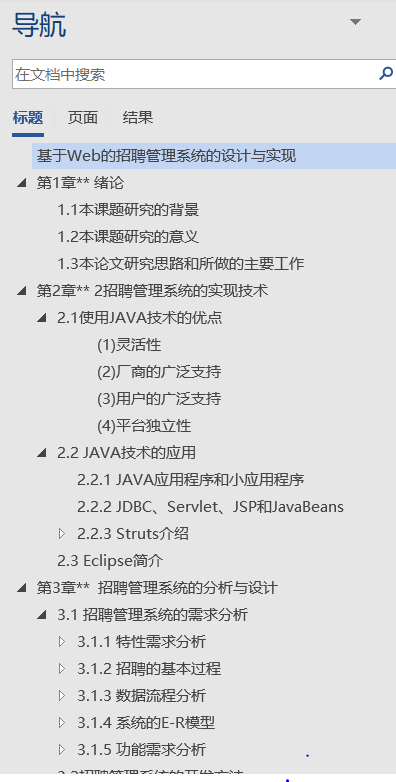 导航
在文档中搜索
标题 页面 结果
基于Web的招聘管理系统的设计与实现
第1章** 绪论
1.1本课题研究的背景
1.2本课题研究的意义
1.3本论文研究思路和所做的主要工作
第2章** 2招聘管理系统的实现技术
2.1使用JAVA技术的优点
(1)灵活性
(2)厂商的广泛支持
(3)用户的广泛支持
(4)平台独立性
2.2 JAVA技术的应用
2.2.1 JAVA应用程序和小应用程序
2.2.2 JDBC、Servlet、JSP和JavaBeans
2.2.3 Struts介绍
2.3 Eclipse简介
第3章** 招聘管理系统的分析与设计
3.1 招聘管理系统的需求分析
3.1.1 特性需求分析
3.1.2 招聘的基本过程
3.1.3 数据流程分析
3.1.4 系统的E-R模型
3.1.5 功能需求分析
3.2招聘管理系统的开发方法